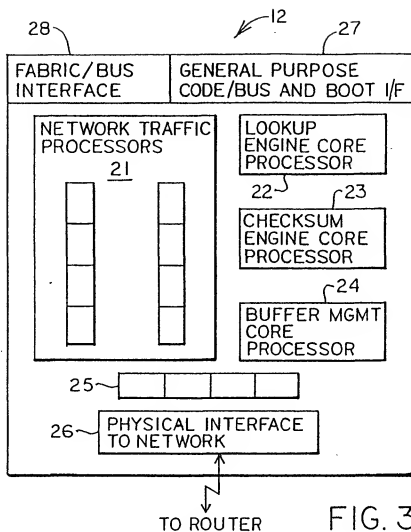 12
28
27
FABRIC/BUS
INTERFACE
GENERAL PURPOSE
CODE/BUS AND BOOT I/F
NETWORK TRAFFIC
PROCESSORS
21
LOOKUP
ENGINE CORE
PROCESSOR
22
23
CHECKSUM
ENGINE CORE
PROCESSOR
24
BUFFER MGMT
CORE
PROCESSOR
25
26
PHYSICAL INTERFACE
TO NETWORK
TO ROUTER
FIG. 3